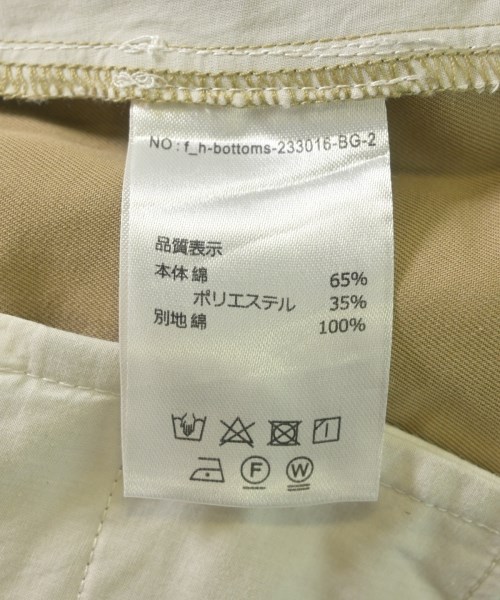 NO:f_h-bottoms-233016-BG-2
品質表示
本体 綿 65%
ポリエステル 35%
別地 綿 100%
F W